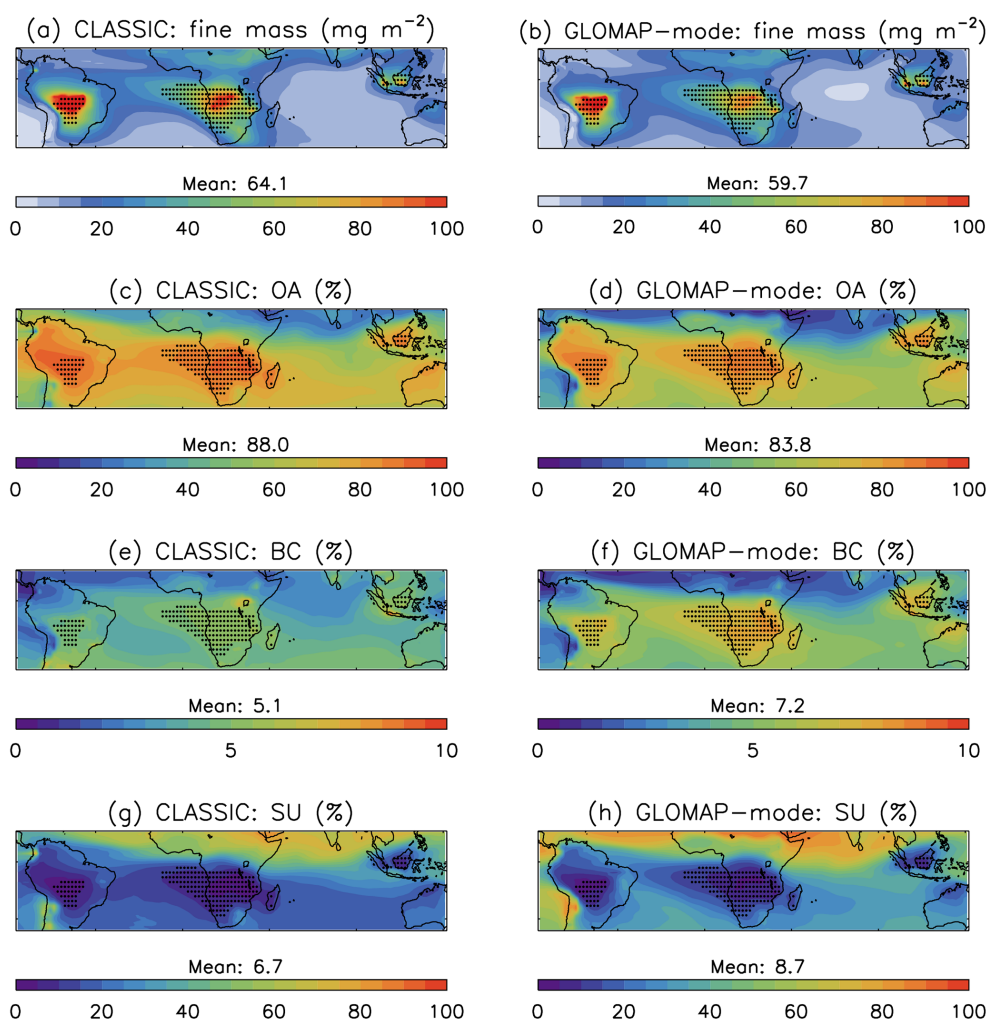 (a) CLASSIC: fine mass (mg m⁻²)
Mean: 64.1
0 20 40 60 80 100
(b) GLOMAP−mode: fine mass (mg m⁻²)
Mean: 59.7
0 20 40 60 80 100
(c) CLASSIC: OA (%)
Mean: 88.0
0 20 40 60 80 100
(d) GLOMAP−mode: OA (%)
Mean: 83.8
0 20 40 60 80 100
(e) CLASSIC: BC (%)
Mean: 5.1
0 5 10
(f) GLOMAP−mode: BC (%)
Mean: 7.2
0 5 10
(g) CLASSIC: SU (%)
Mean: 6.7
0 20 40 60 80 100
(h) GLOMAP−mode: SU (%)
Mean: 8.7
0 20 40 60 80 100